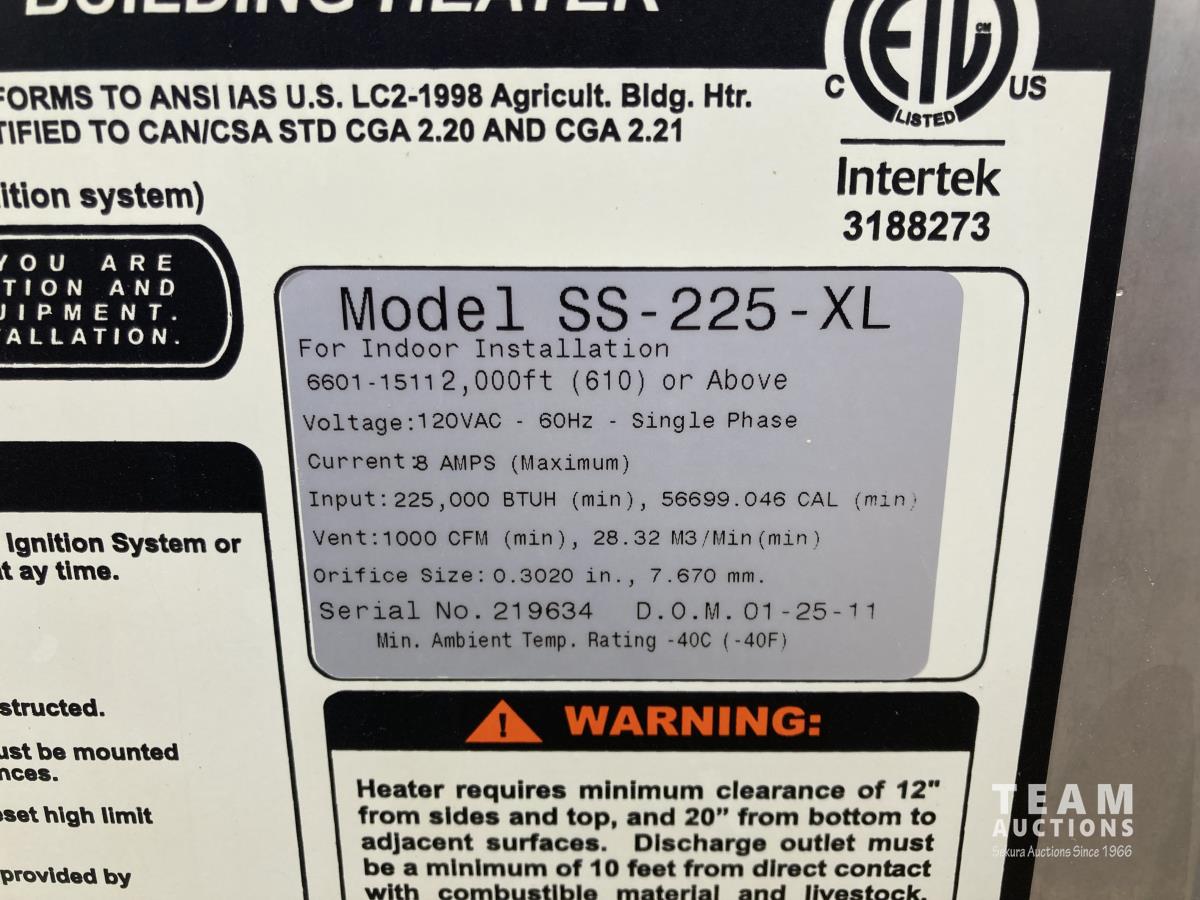 BUILDING HEATER
FORMS TO ANSI IAS U.S. LC2-1998 Agricult. Bldg. Htr.
TIFIED TO CAN/CSA STD CGA 2.20 AND CGA 2.21
ition system)
C US
LISTED
CM
Intertek
3188273
YOU ARE
TION AND
UIPMENT.
ALLATION.
Model SS-225-XL
For Indoor Installation
6601-15112,000ft (610) or Above
Voltage:120VAC - 60Hz - Single Phase
Current:8 AMPS (Maximum)
Input:225,000 BTUH (min), 56699.046 CAL (min)
Vent:1000 CFM (min), 28.32 M3/Min(min)
Orifice Size:0.3020 in., 7.670 mm.
Serial No. 219634 D.O.M. 01-25-11
Min. Ambient Temp. Rating -40C (-40F)
Ignition System or
t ay time.
structed.
ust be mounted
nces.
set high limit
provided by
WARNING:
Heater requires minimum clearance of 12"
from sides and top, and 20" from bottom to
adjacent surfaces. Discharge outlet must
be a minimum of 10 feet from direct contact
with combustible material and livestock.
TEAM
AUCTIONS
Sekura Auctions Since 1966